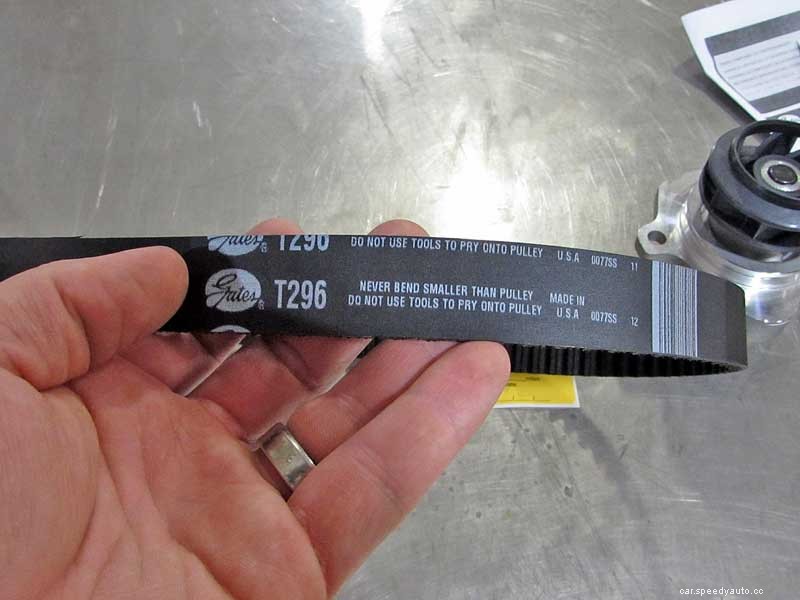 Gates T296 DO NOT USE TOOLS TO PRY ONTO PULLEY U.S.A 0077SS 11
Gates T296 NEVER BEND SMALLER THAN PULLEY MADE IN
DO NOT USE TOOLS TO PRY ONTO PULLEY U.S.A 0077SS 12
car.speedyauto.cc